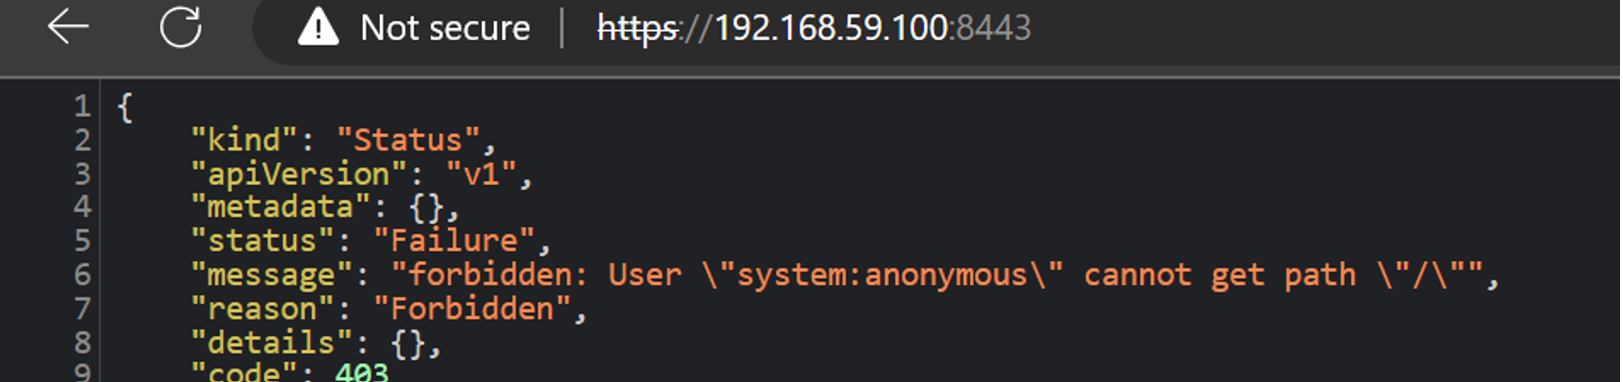 Not secure | https://192.168.59.100:8443
1 {
2 "kind": "Status",
3 "apiVersion": "v1",
4 "metadata": {},
5 "status": "Failure",
6 "message": "forbidden: User \"system:anonymous\" cannot get path \"/\"",
7 "reason": "Forbidden",
8 "details": {},
9 "code": 403